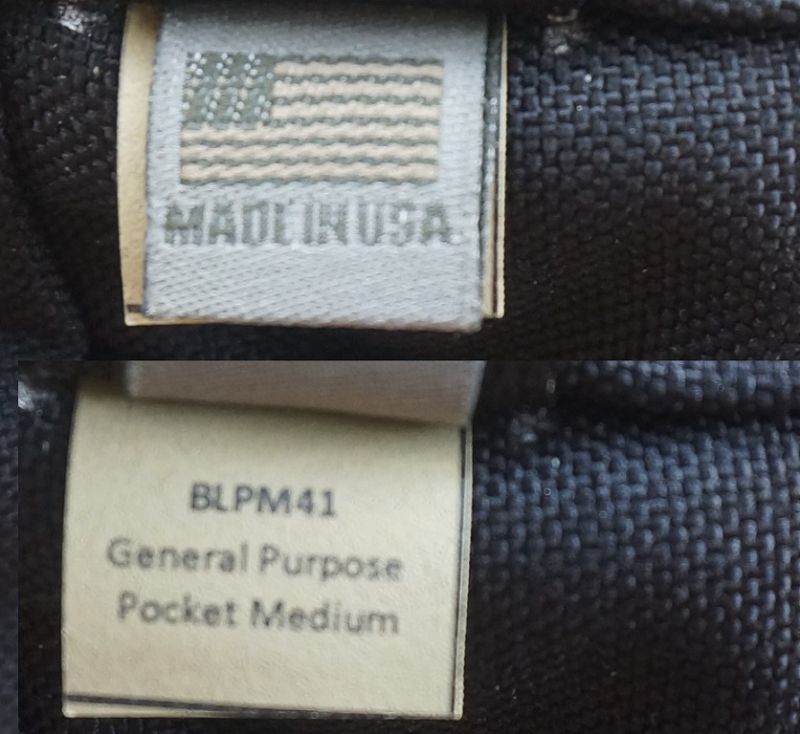 MADE IN USA
BLPM41
General Purpose
Pocket Medium